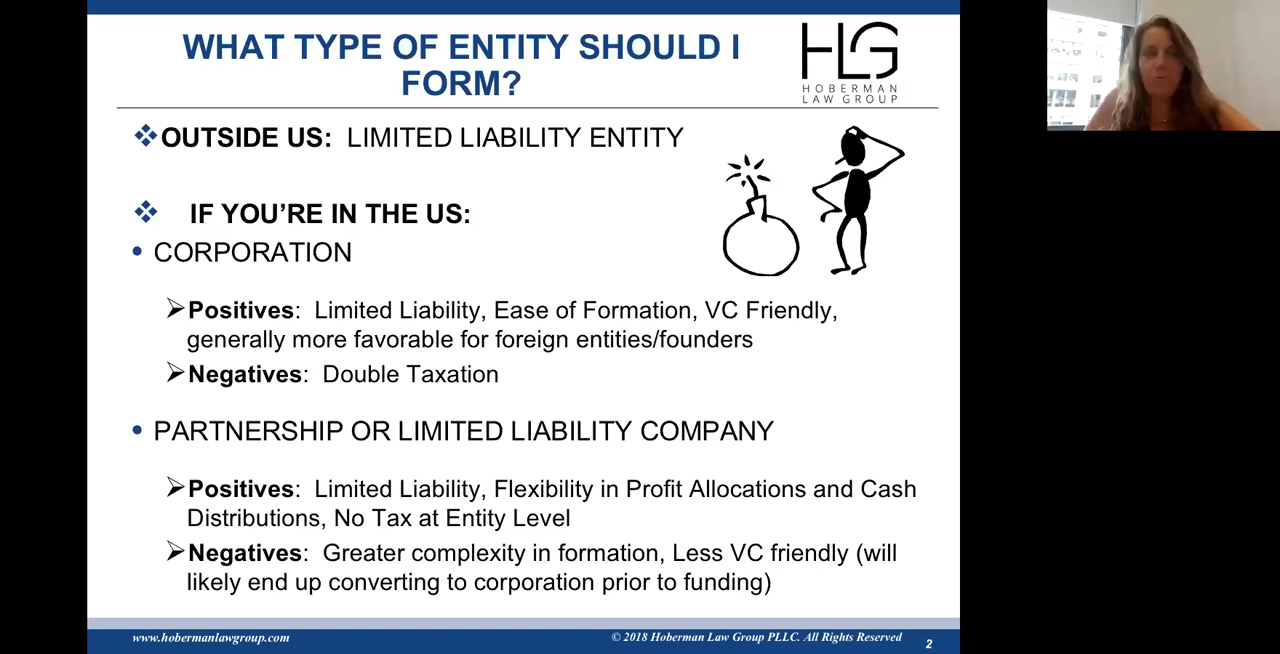 WHAT TYPE OF ENTITY SHOULD I
FORM?
HLG
HOBERMAN
LAW GROUP
OUTSIDE US: LIMITED LIABILITY ENTITY
IF YOU'RE IN THE US:
• CORPORATION
Positives: Limited Liability, Ease of Formation, VC Friendly,
generally more favorable for foreign entities/founders
Negatives: Double Taxation
• PARTNERSHIP OR LIMITED LIABILITY COMPANY
Positives: Limited Liability, Flexibility in Profit Allocations and Cash
Distributions, No Tax at Entity Level
Negatives: Greater complexity in formation, Less VC friendly (will
likely end up converting to corporation prior to funding)
www.hobermanlawgroup.com
© 2018 Hoberman Law Group PLLC. All Rights Reserved
2